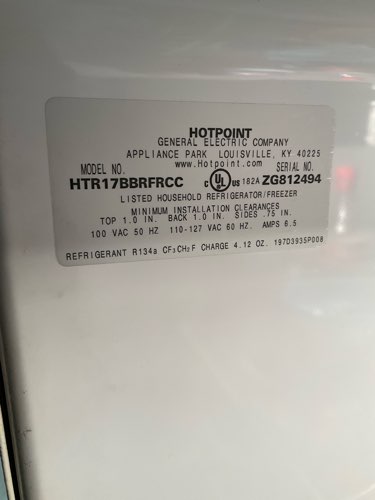 HOTPOINT
GENERAL ELECTRIC COMPANY
APPLIANCE PARK LOUISVILLE, KY 40225
www.Hotpoint.com
MODEL NO. SERIAL NO.
HTR17BBRFRCC c UL us 182A ZG812494
LISTED HOUSEHOLD REFRIGERATOR/FREEZER
MINIMUM INSTALLATION CLEARANCES
TOP 1.0 IN. BACK 1.0 IN. SIDES .75 IN.
100 VAC 50 HZ 110-127 VAC 60 HZ. AMPS 6.5
REFRIGERANT R134a CF₃CH₂F CHARGE 4.12 OZ. 197D3935P008